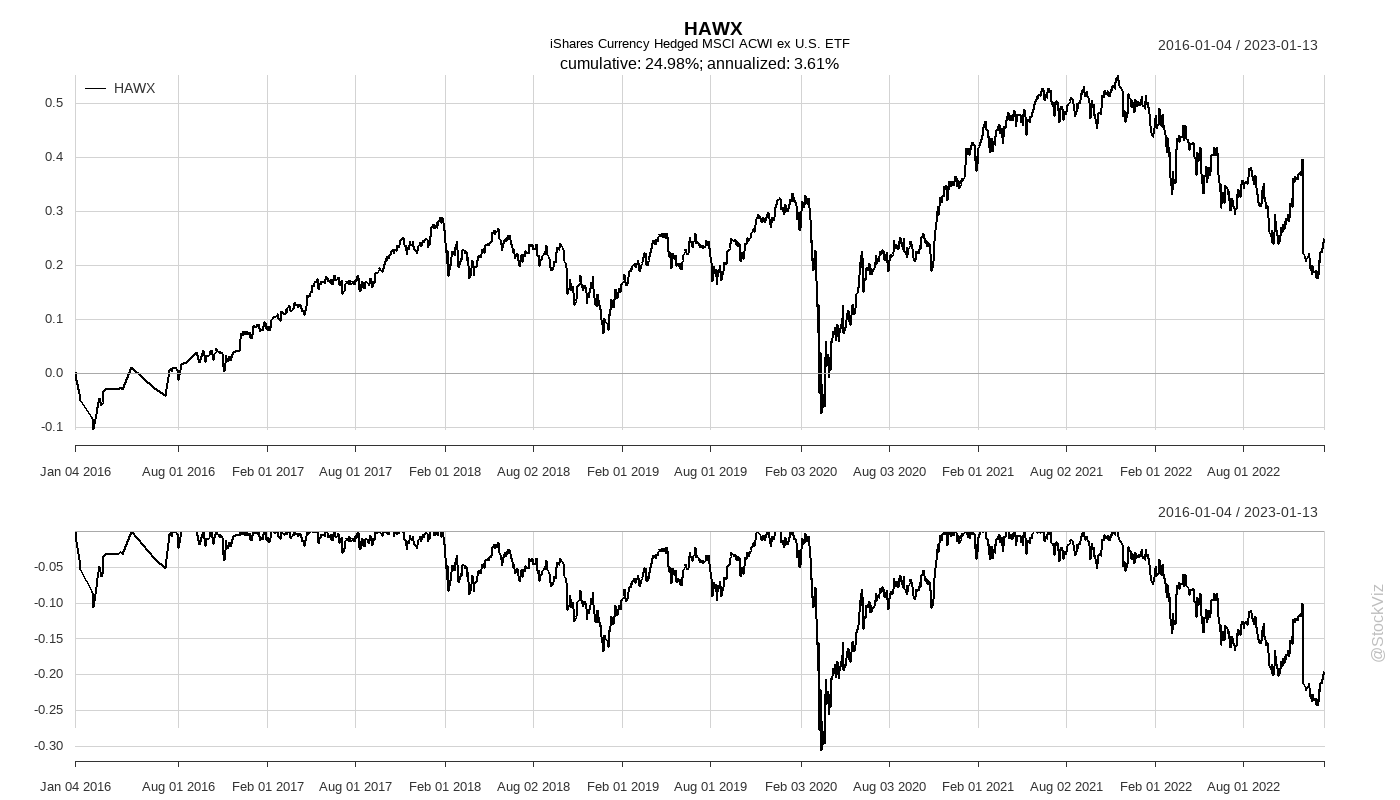 HAWX
iShares Currency Hedged MSCI ACWI ex U.S. ETF
cumulative: 24.98%; annualized: 3.61%
2016-01-04 / 2023-01-13
HAWX
0.5
0.4
0.3
0.2
0.1
0.0
-0.1
Jan 04 2016 Aug 01 2016 Feb 01 2017 Aug 01 2017 Feb 01 2018 Aug 02 2018 Feb 01 2019 Aug 01 2019 Feb 03 2020 Aug 03 2020 Feb 01 2021 Aug 02 2021 Feb 01 2022 Aug 01 2022
2016-01-04 / 2023-01-13
-0.05
-0.10
-0.15
-0.20
-0.25
-0.30
Jan 04 2016 Aug 01 2016 Feb 01 2017 Aug 01 2017 Feb 01 2018 Aug 02 2018 Feb 01 2019 Aug 01 2019 Feb 03 2020 Aug 03 2020 Feb 01 2021 Aug 02 2021 Feb 01 2022 Aug 01 2022
@StockViz